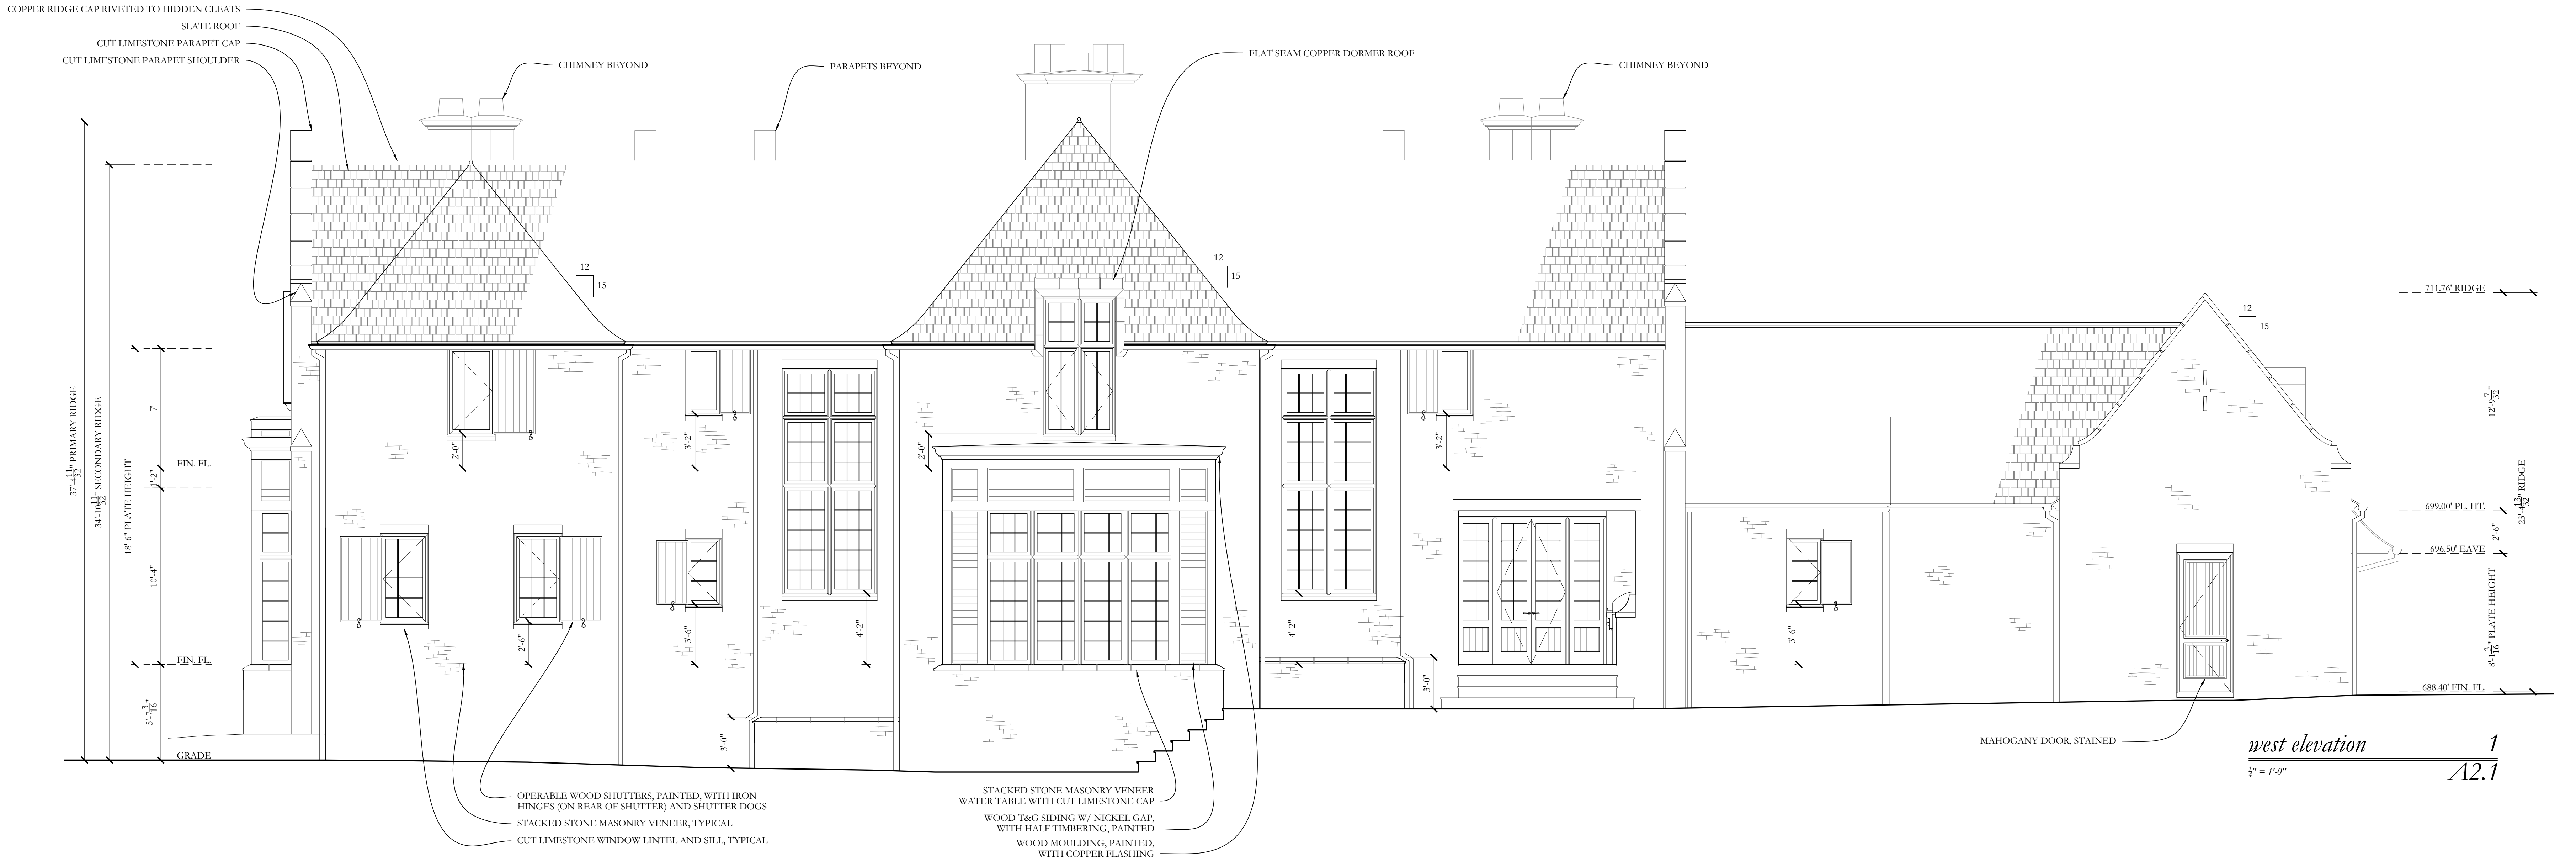 COPPER RIDGE CAP RIVETED TO HIDDEN CLEATS
SLATE ROOF
CUT LIMESTONE PARAPET CAP
CUT LIMESTONE PARAPET SHOULDER
CHIMNEY BEYOND
PARAPETS BEYOND
FLAT SEAM COPPER DORMER ROOF
CHIMNEY BEYOND
12
15
12
15
12
15
37'-4 11/32" PRIMARY RIDGE
34'-10 11/32" SECONDARY RIDGE
18'-6" PLATE HEIGHT
7'
FIN. FL.
1'-2"
10'-4"
FIN. FL.
5'-7 3/16"
GRADE
2'-0"
3'-2"
2'-0"
3'-2"
2'-6"
3'-6"
4'-2"
4'-2"
3'-6"
3'-0"
3'-0"
711.76' RIDGE
12'-9 7/32"
699.00' PL. HT.
2'-6"
696.50' EAVE
8'-1 3/16" PLATE HEIGHT
688.40' FIN. FL.
23'-4 13/32" RIDGE
OPERABLE WOOD SHUTTERS, PAINTED, WITH IRON
HINGES (ON REAR OF SHUTTER) AND SHUTTER DOGS
STACKED STONE MASONRY VENEER, TYPICAL
CUT LIMESTONE WINDOW LINTEL AND SILL, TYPICAL
STACKED STONE MASONRY VENEER
WATER TABLE WITH CUT LIMESTONE CAP
WOOD T&G SIDING W/ NICKEL GAP,
WITH HALF TIMBERING, PAINTED
WOOD MOULDING, PAINTED,
WITH COPPER FLASHING
MAHOGANY DOOR, STAINED
west elevation 1
1/4" = 1'-0" A2.1